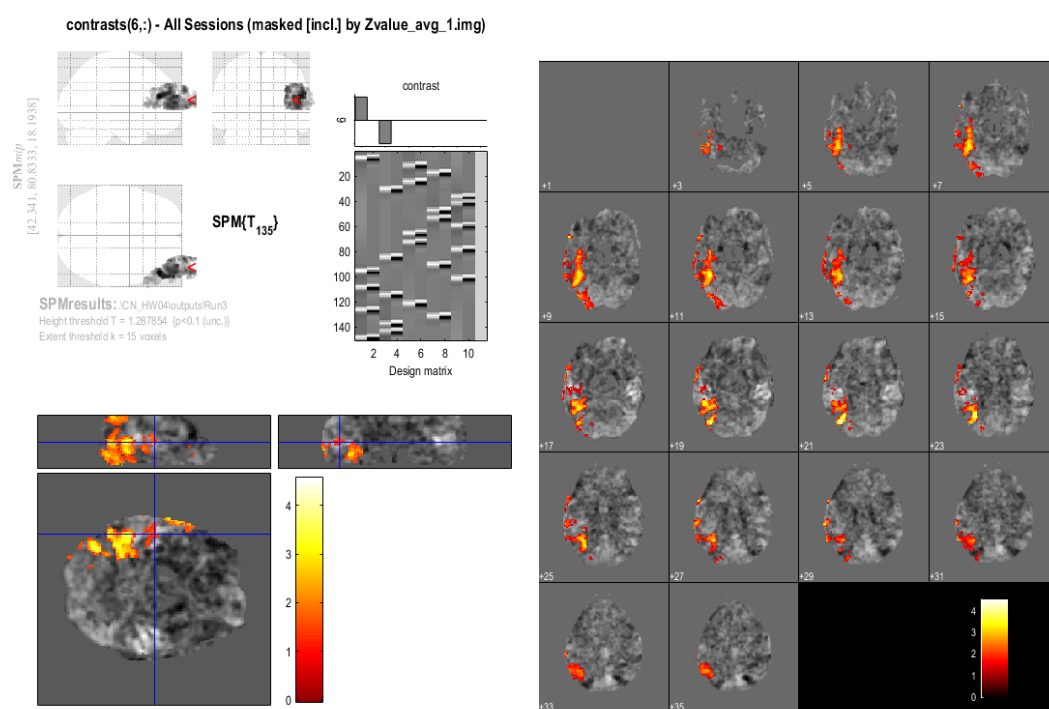 contrasts(6,:) - All Sessions (masked [incl.] by Zvalue_avg_1.img)
SPMmip
[42.341, 80.8333, 18.1938]
<
<
<
SPM{T135}
SPMresults: .\CN_HW04\outputs\Run3
Height threshold T = 1.287854 {p<0.1 (unc.)}
Extent threshold k = 15 voxels
contrast
6
20
40
60
80
100
120
140
2 4 6 8 10
Design matrix
4
3
2
1
0
+1 +3 +5 +7
+9 +11 +13 +15
+17 +19 +21 +23
+25 +27 +29 +31
+33 +35
4
3
2
1
0